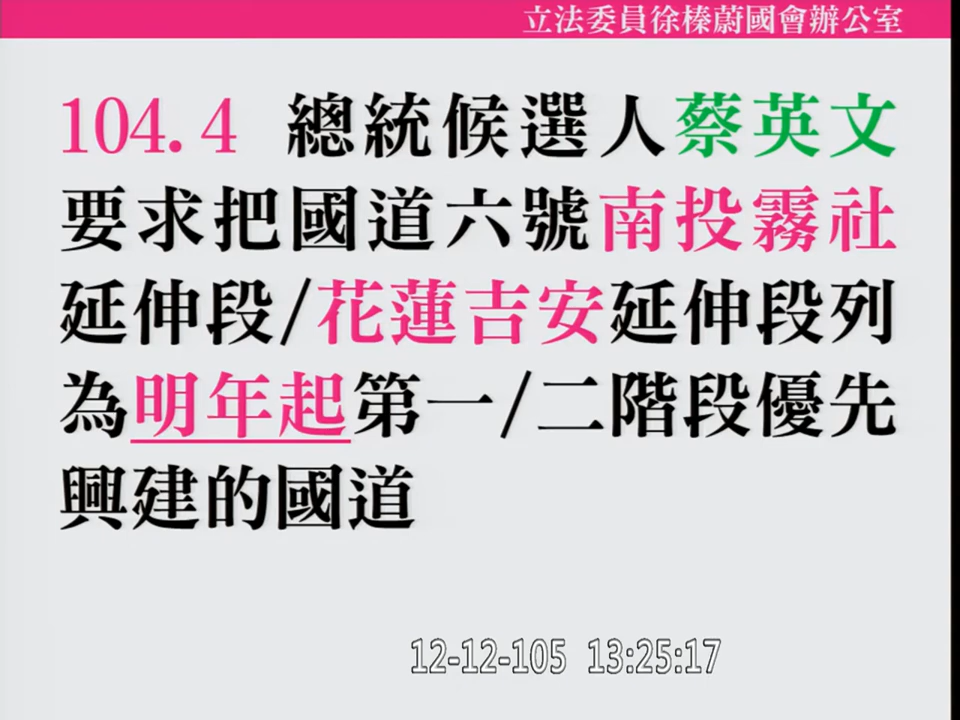 立法委員徐榛蔚國會辦公室
104.4 總統候選人蔡英文
要求把國道六號南投霧社
延伸段/花蓮吉安延伸段列
為明年起第一/二階段優先
興建的國道
12-12-105 13:25:17